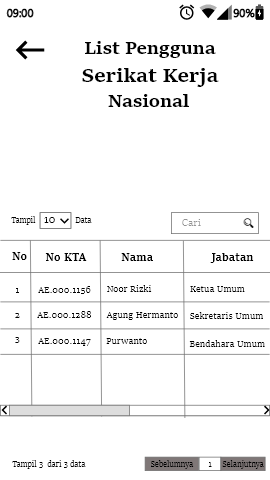 09:00 90%
List Pengguna
Serikat Kerja
Nasional
Tampil 10 Data Cari
No No KTA Nama Jabatan
1 AE.000.1156 Noor Rizki Ketua Umum
2 AE.000.1288 Agung Hermanto Sekretaris Umum
3 AE.000.1147 Purwanto Bendahara Umum
Tampil 3 dari 3 data Sebelumnya 1 Selanjutnya